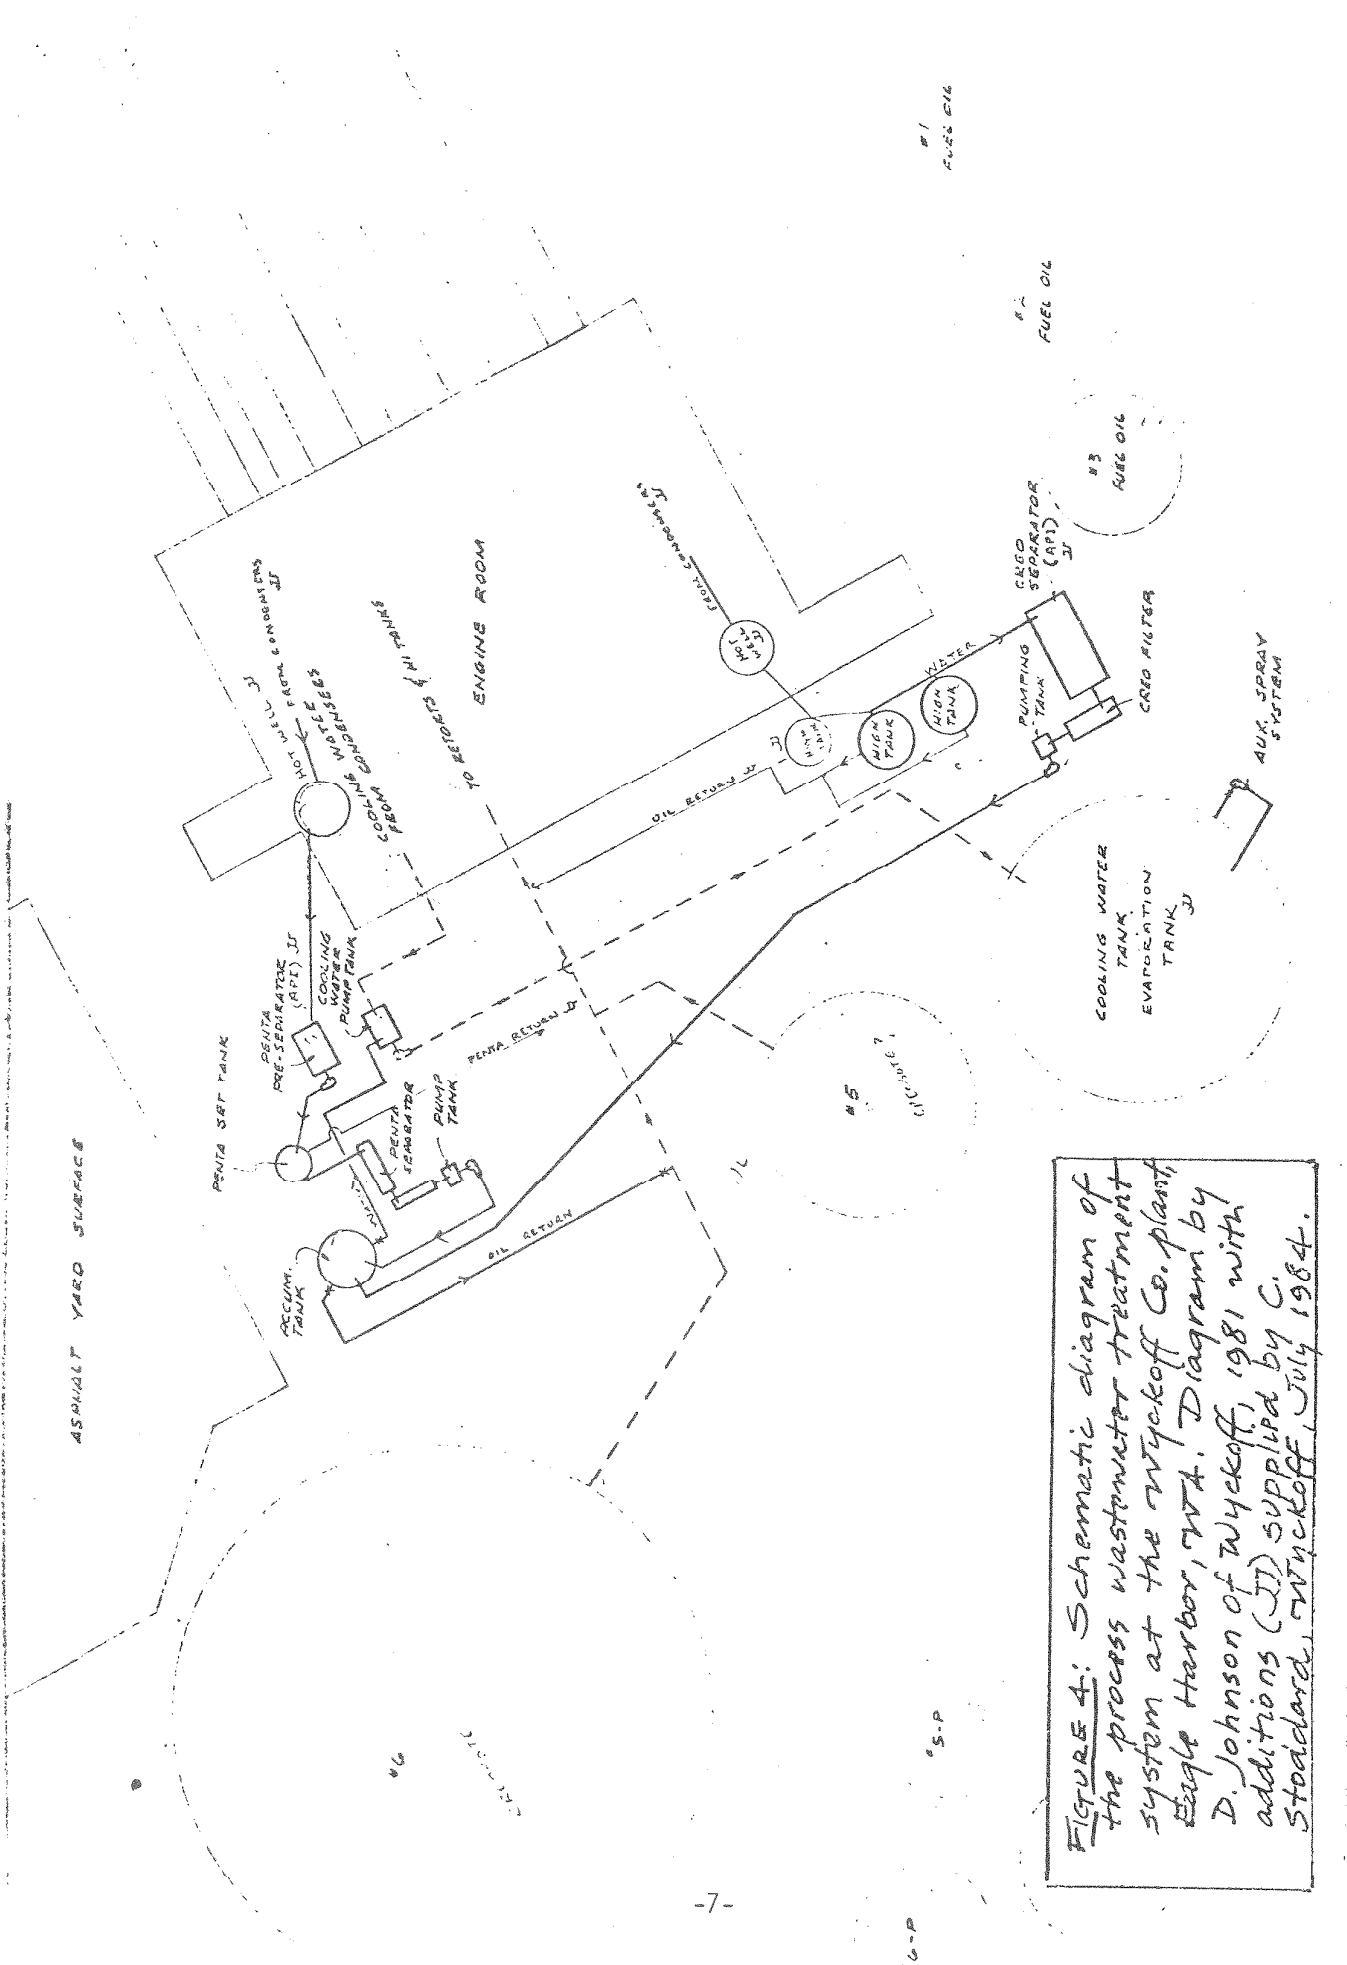 ASPHALT YARD SURFACE
PENTA SET TANK
PENTA
PRE-SEPARATOR
(API) JJ
COOLING
WATER
PUMP TANK
HOT WELL JJ
FROM CONDENSERS
JJ
COOLING WATER
FROM CONDENSERS
TO RETORTS & HI TANKS
ENGINE ROOM
ACCUM.
TANK
PENTA
SEPARATOR
PUMP
TANK
PENTA RETURN JJ
OIL RETURN
OIL RETURN JJ
FROM CONDENSERS
JJ
HOT
WELL
JJ
HIGH
TANK
JJ
HIGH
TANK
HIGH
TANK
WATER
PUMPING
TANK
CREO
SEPARATOR
(API)
JJ
CREO FILTER
AUX. SPRAY
SYSTEM
COOLING WATER
TANK
EVAPORATION
TANK
JJ
#1
FUEL OIL
#2
FUEL OIL
#3
FUEL OIL
#5
#6
#5-P
6-P
FIGURE 4: Schematic diagram of
the process wastewater treatment
system at the Wyckoff Co. plant,
Eagle Harbor, WA. Diagram by
D. Johnson of Wyckoff, 1981 with
additions (JJ) supplied by C.
Stoddard, Wyckoff, July 1984.
-7-